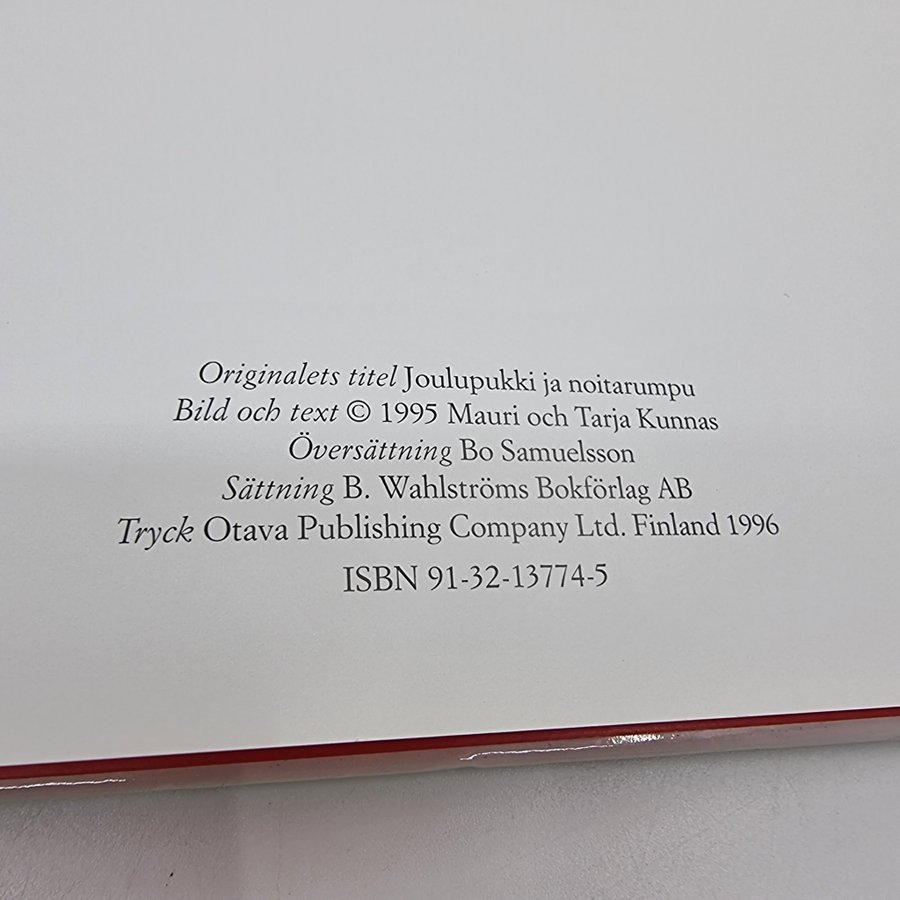 Originalets titel Joulupukki ja noitarumpu
Bild och text © 1995 Mauri och Tarja Kunnas
Översättning Bo Samuelsson
Sättning B. Wahlströms Bokförlag AB
Tryck Otava Publishing Company Ltd. Finland 1996
ISBN 91-32-13774-5